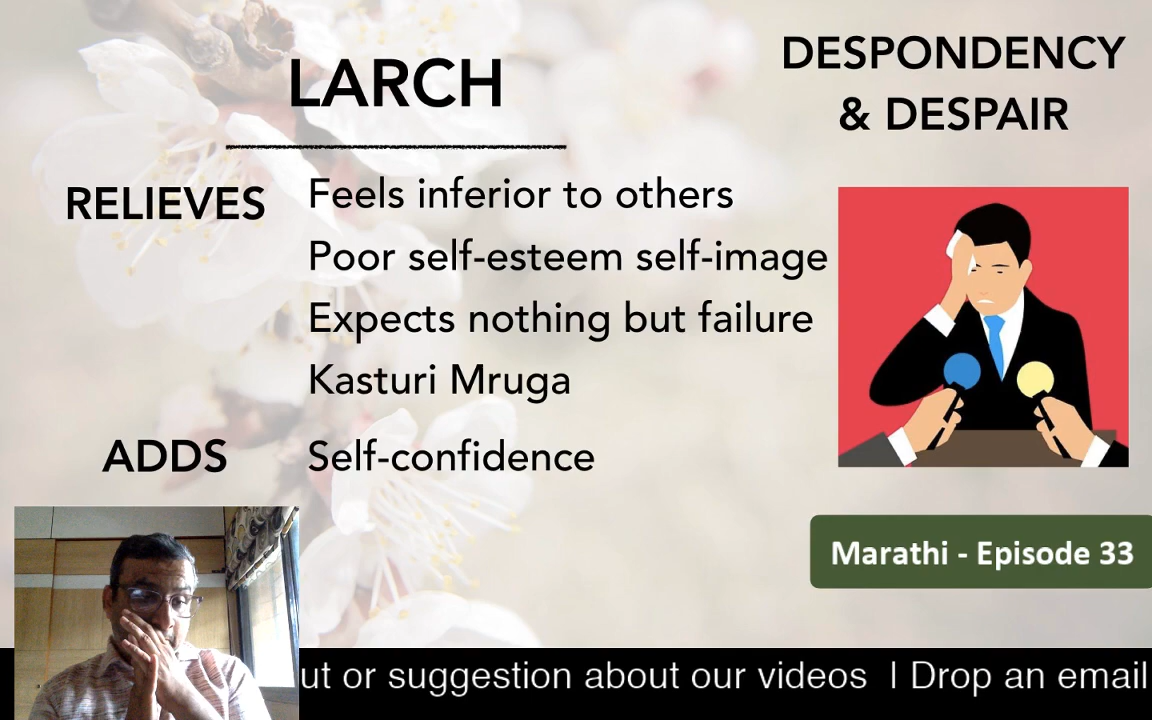 LARCH
DESPONDENCY
& DESPAIR
RELIEVES
Feels inferior to others
Poor self-esteem self-image
Expects nothing but failure
Kasturi Mruga
ADDS
Self-confidence
Marathi - Episode 33
or suggestion about our videos | Drop an email